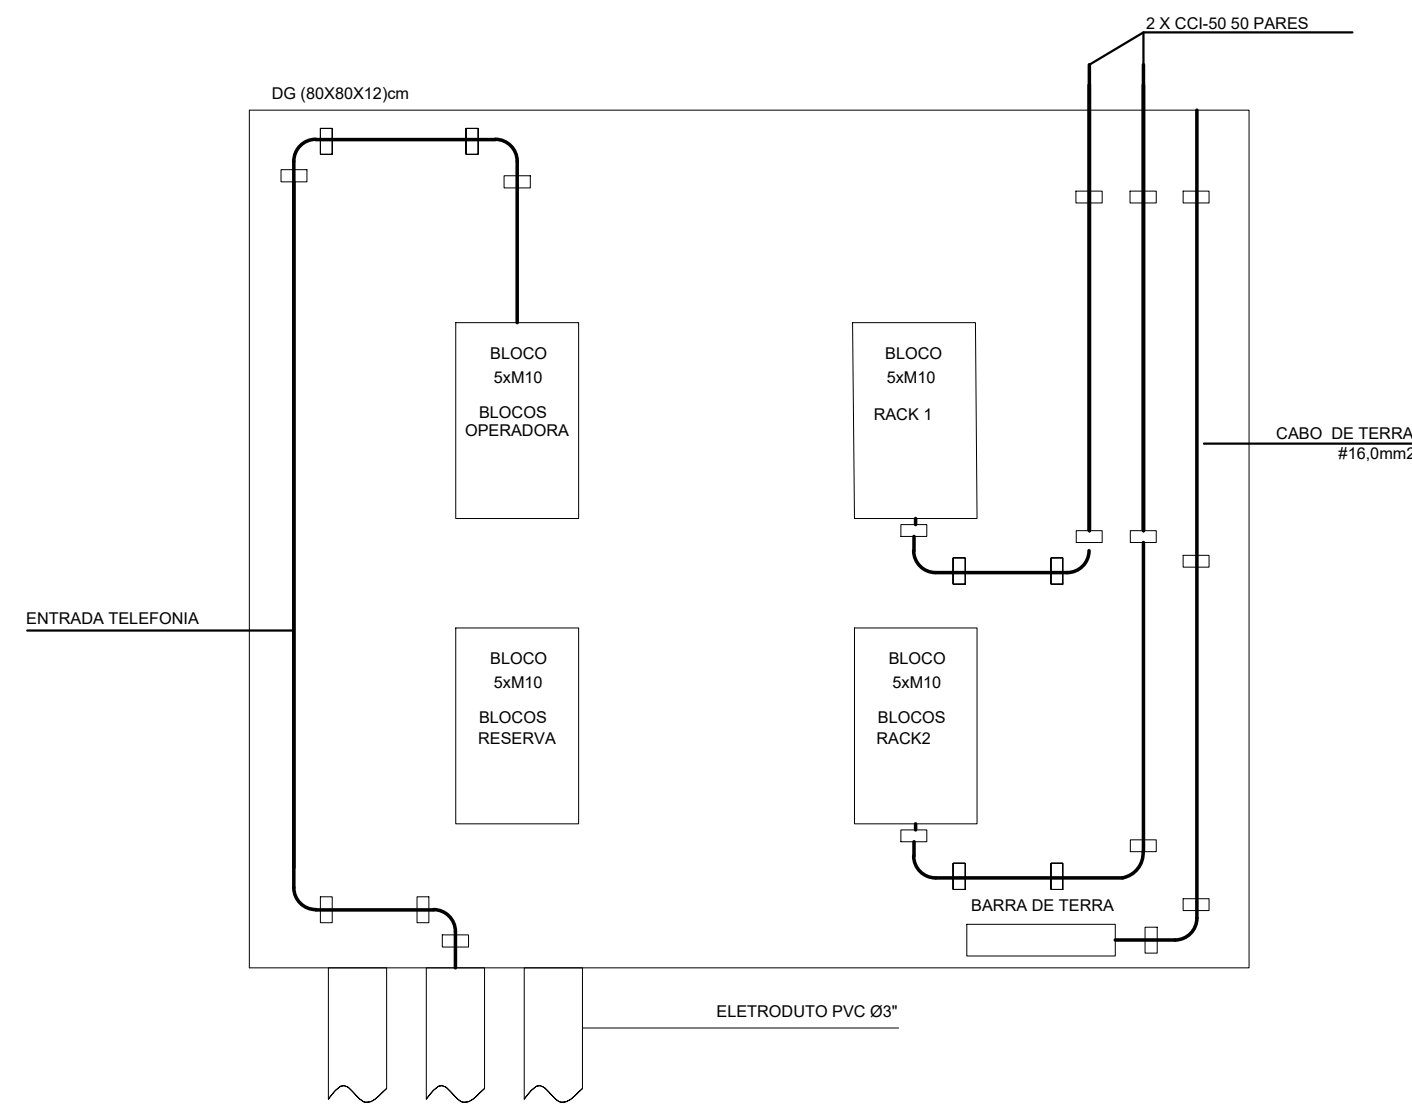 2 X CCI-50 50 PARES
DG (80X80X12)cm
BLOCO
5xM10
BLOCOS
OPERADORA
BLOCO
5xM10
RACK 1
CABO DE TERRA
#16,0mm2
ENTRADA TELEFONIA
BLOCO
5xM10
BLOCOS
RESERVA
BLOCO
5xM10
BLOCOS
RACK2
BARRA DE TERRA
ELETRODUTO PVC Ø3"